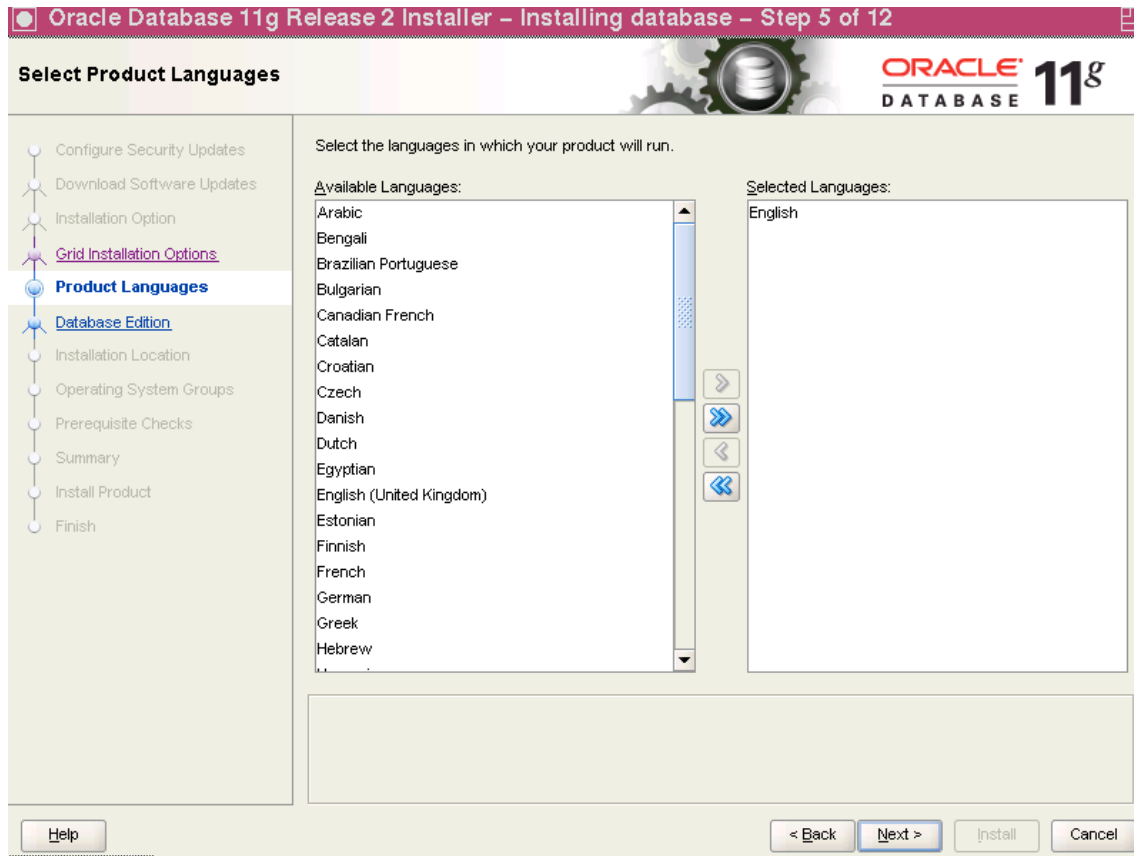 Oracle Database 11g Release 2 Installer – Installing database – Step 5 of 12
Select Product Languages
ORACLE®
DATABASE
11g
Configure Security Updates
Download Software Updates
Installation Option
Grid Installation Options
Product Languages
Database Edition
Installation Location
Operating System Groups
Prerequisite Checks
Summary
Install Product
Finish
Select the languages in which your product will run.
Available Languages:
Arabic
Bengali
Brazilian Portuguese
Bulgarian
Canadian French
Catalan
Croatian
Czech
Danish
Dutch
Egyptian
English (United Kingdom)
Estonian
Finnish
French
German
Greek
Hebrew
Selected Languages:
English
Help
< Back
Next >
Install
Cancel